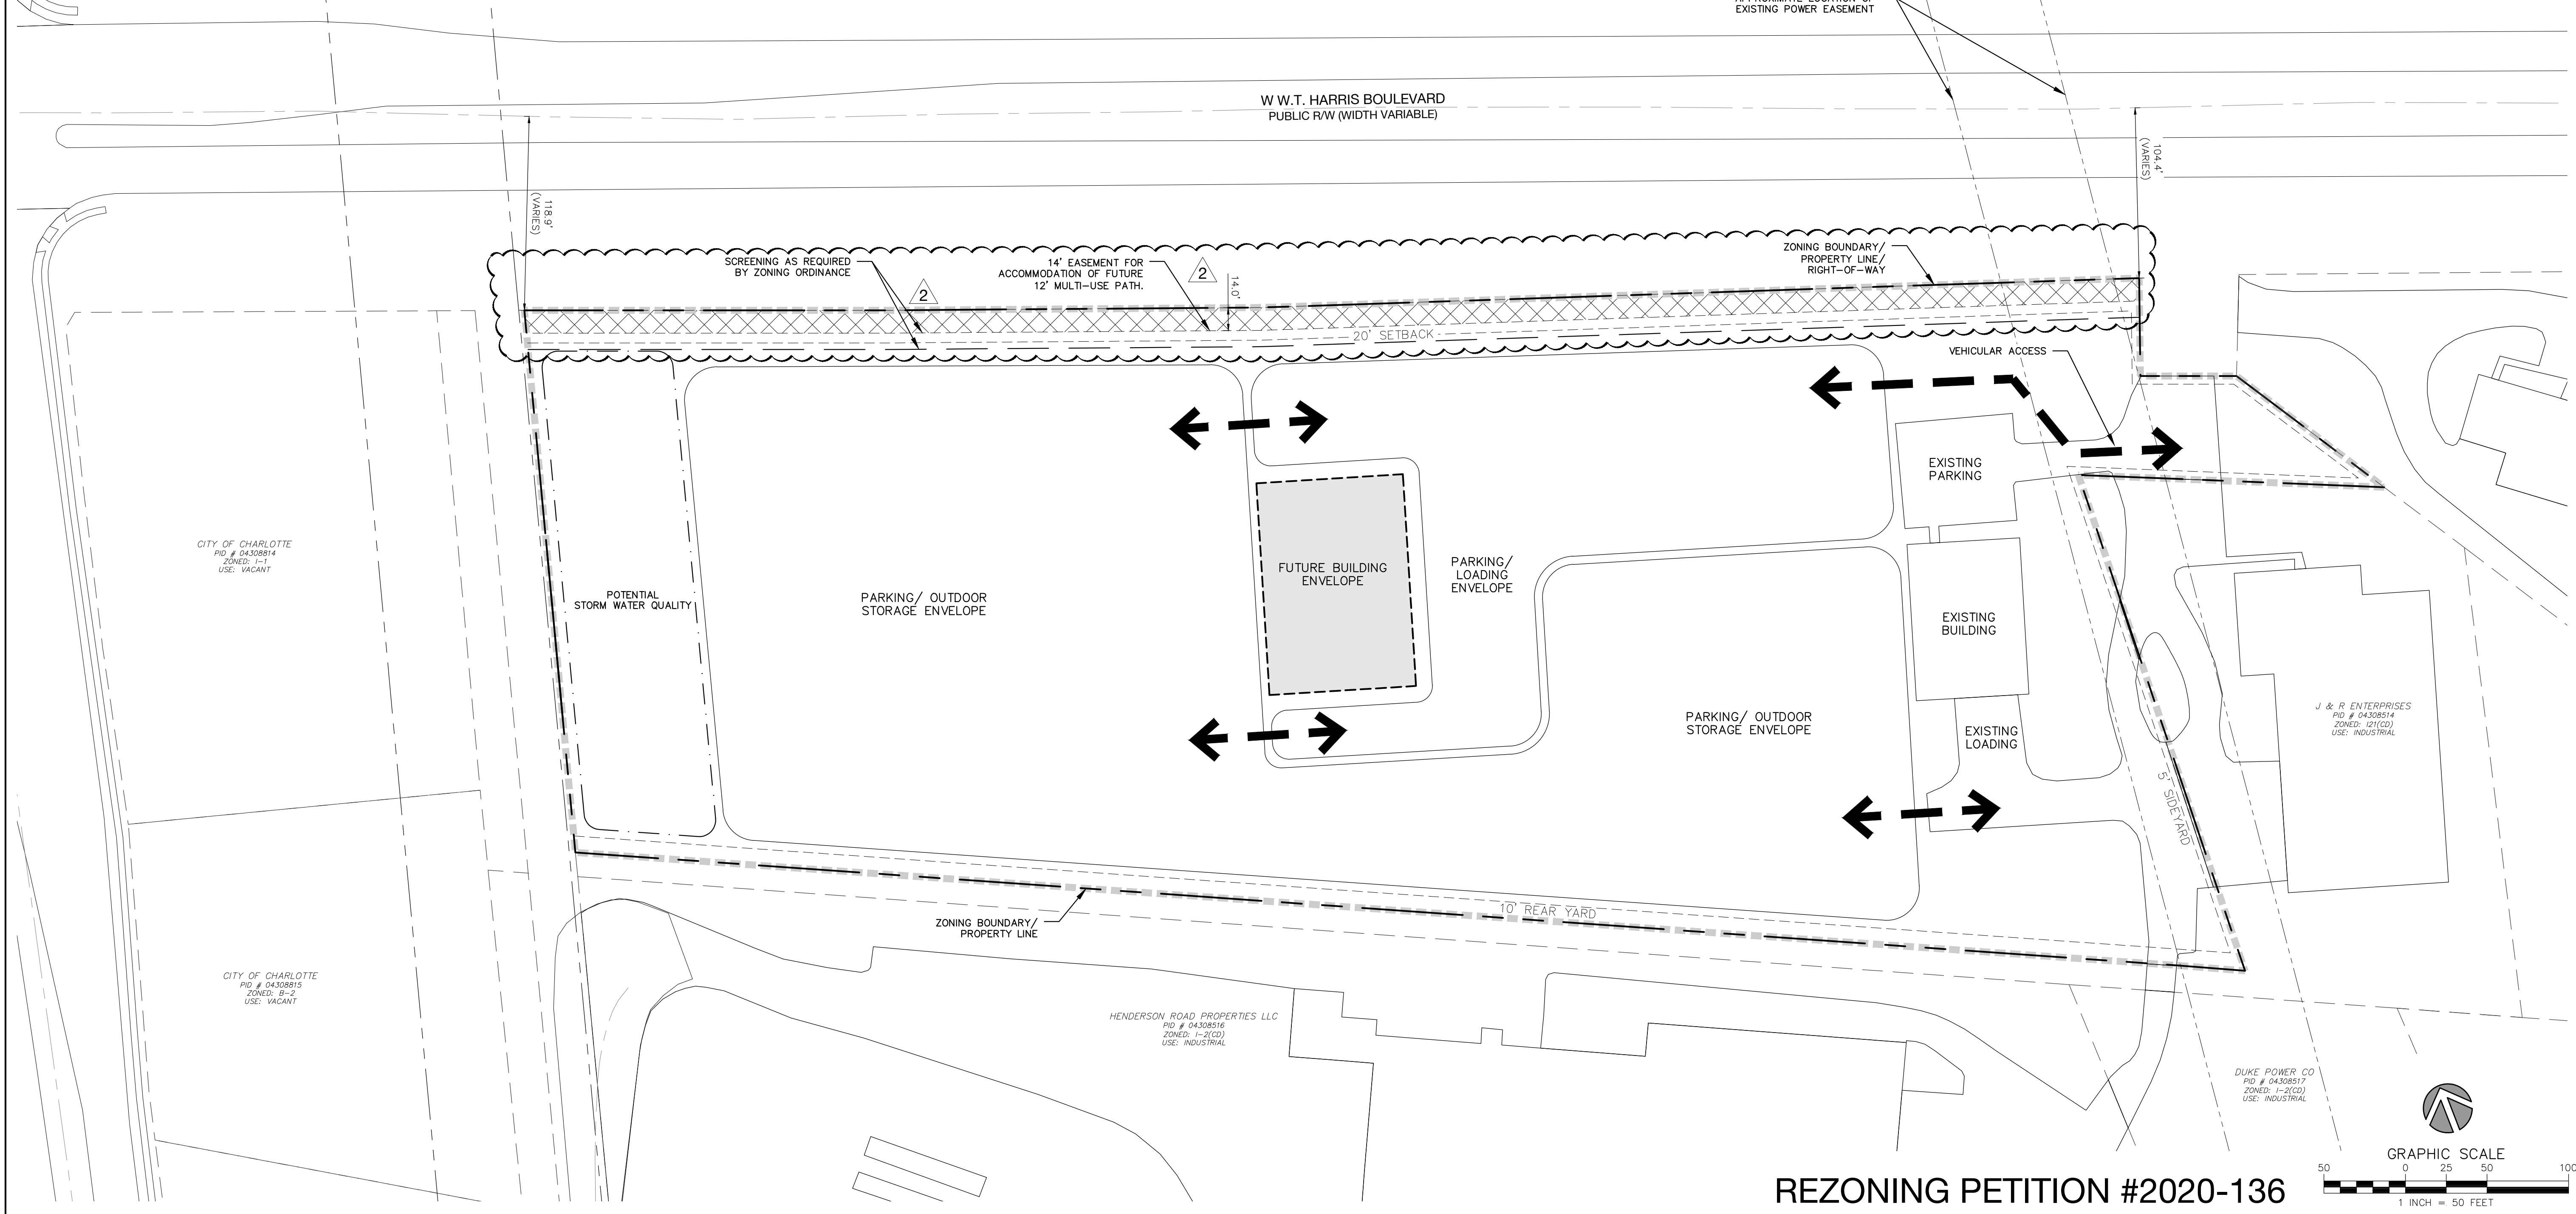 EXISTING POWER EASEMENT
W W.T. HARRIS BOULEVARD
PUBLIC R/W (WIDTH VARIABLE)
104.4'
(VARIES)
118.9'
(VARIES)
SCREENING AS REQUIRED
BY ZONING ORDINANCE
2
14' EASEMENT FOR
ACCOMMODATION OF FUTURE
12' MULTI-USE PATH.
2
14.0'
ZONING BOUNDARY/
PROPERTY LINE/
RIGHT-OF-WAY
20' SETBACK
VEHICULAR ACCESS
EXISTING
PARKING
CITY OF CHARLOTTE
PID # 04308814
ZONED: I-1
USE: VACANT
POTENTIAL
STORM WATER QUALITY
PARKING/ OUTDOOR
STORAGE ENVELOPE
FUTURE BUILDING
ENVELOPE
PARKING/
LOADING
ENVELOPE
EXISTING
BUILDING
PARKING/ OUTDOOR
STORAGE ENVELOPE
EXISTING
LOADING
J & R ENTERPRISES
PID # 04308514
ZONED: I21(CD)
USE: INDUSTRIAL
5' SIDEYARD
10' REAR YARD
ZONING BOUNDARY/
PROPERTY LINE
CITY OF CHARLOTTE
PID # 04308815
ZONED: B-2
USE: VACANT
HENDERSON ROAD PROPERTIES LLC
PID # 04308516
ZONED: I-2(CD)
USE: INDUSTRIAL
DUKE POWER CO
PID # 04308517
ZONED: I-2(CD)
USE: INDUSTRIAL
REZONING PETITION #2020-136
GRAPHIC SCALE
50 0 25 50 100
1 INCH = 50 FEET